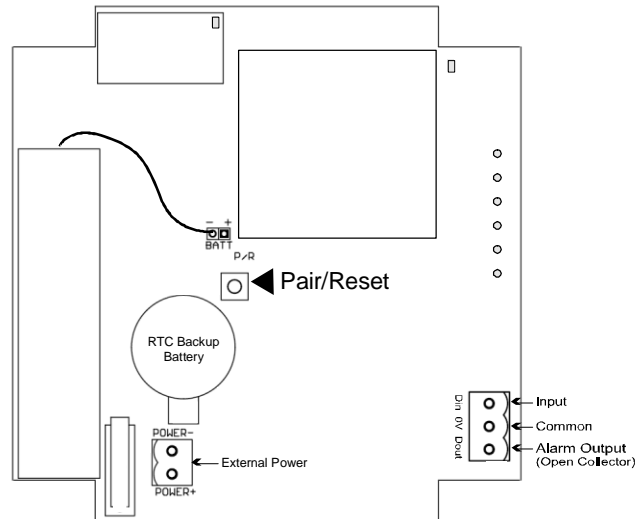 - +
BATT
P/R
Pair/Reset
RTC Backup
Battery
POWER-
External Power
POWER+
Din 0V Dout
Input
Common
Alarm Output
(Open Collector)